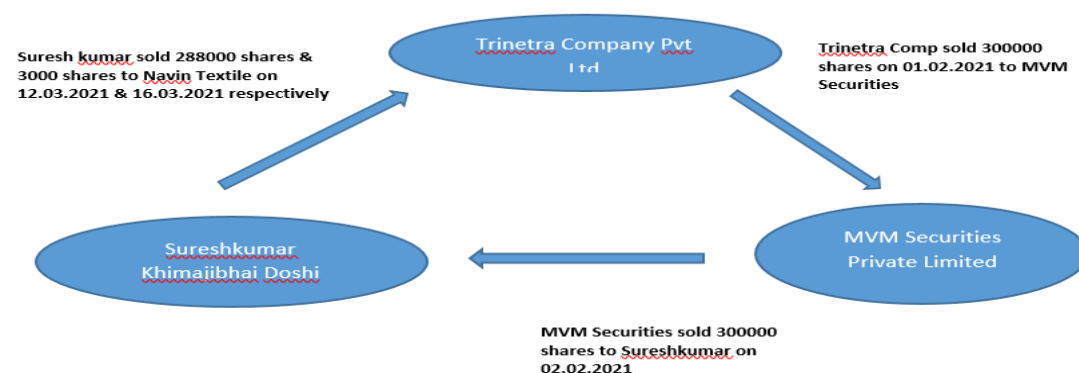 Trinetra Company Pvt
Ltd
Suresh kumar sold 288000 shares &
3000 shares to Navin Textile on
12.03.2021 & 16.03.2021 respectively
Trinetra Comp sold 300000
shares on 01.02.2021 to MVM
Securities
Sureshkumar
Khimajibhai Doshi
MVM Securities
Private Limited
MVM Securities sold 300000
shares to Sureshkumar on
02.02.2021